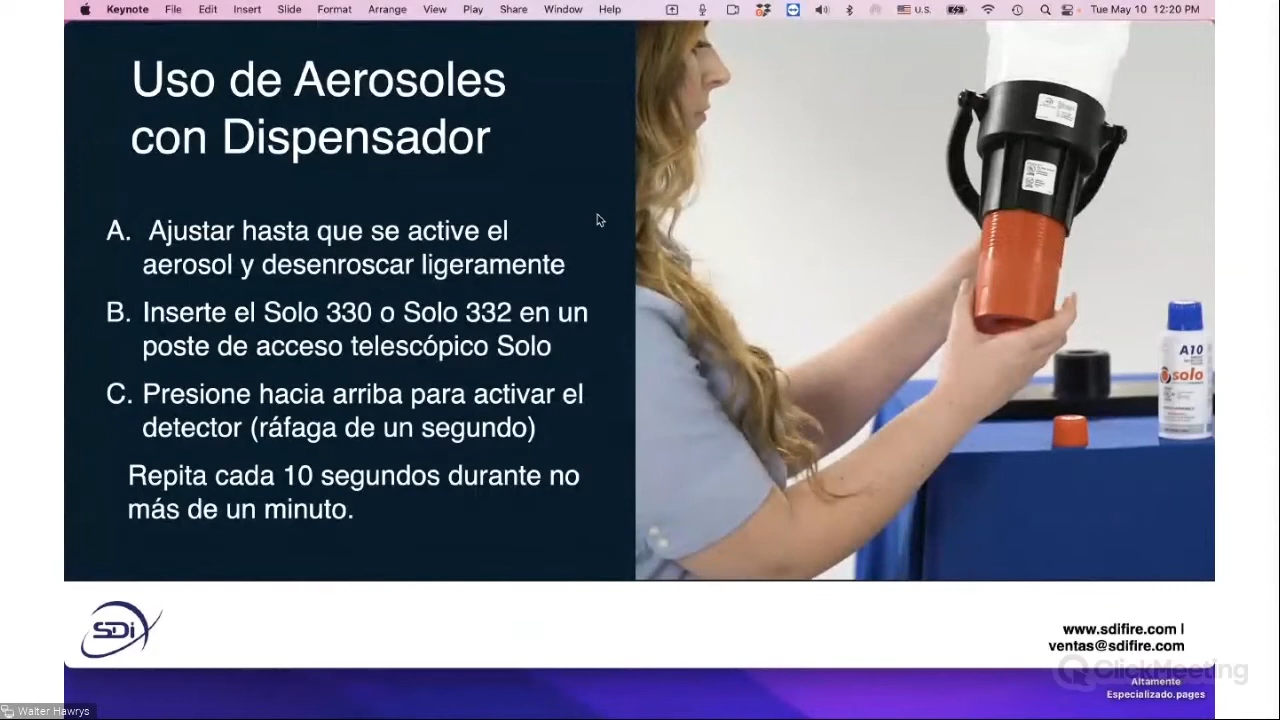 Keynote File Edit Insert Slide Format Arrange View Play Share Window Help U.S. Tue May 10 12:20 PM
Uso de Aerosoles
con Dispensador
A. Ajustar hasta que se active el
aerosol y desenroscar ligeramente
B. Inserte el Solo 330 o Solo 332 en un
poste de acceso telescópico Solo
C. Presione hacia arriba para activar el
detector (ráfaga de un segundo)
Repita cada 10 segundos durante no
más de un minuto.
A10
solo
SDi
www.sdifire.com |
ventas@sdifire.com
ClickMeeting
Altamente
Especializado.pages
Walter Hawrys